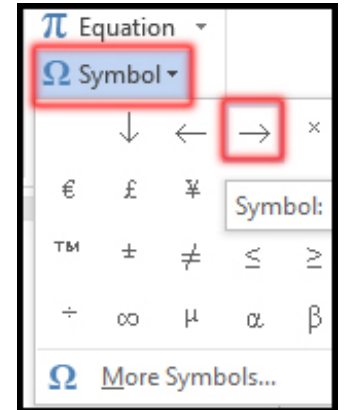 π Equation
Ω Symbol
↓ ← → ×
€ £ ¥
Symbol:
™ ± ≠ ≤ ≥
÷ ∞ µ α β
Ω More Symbols...